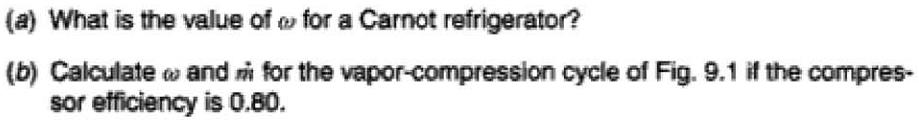 (a) What is the value of ω for a Carnot refrigerator?
(b) Calculate ω and ṁ for the vapor-compression cycle of Fig. 9.1 if the compres-
sor efficiency is 0.80.